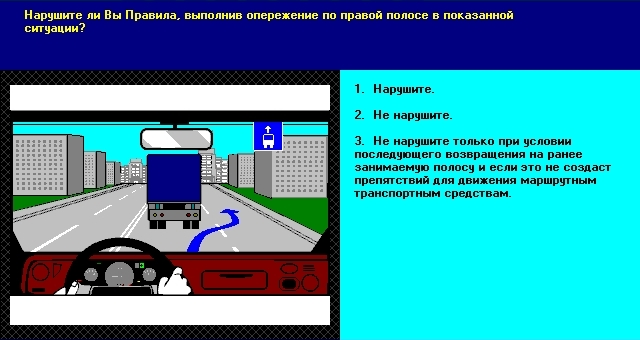 Нарушите ли Вы Правила, выполнив опережение по правой полосе в показанной
ситуации?
1. Нарушите.
2. Не нарушите.
3. Не нарушите только при условии
последующего возвращения на ранее
занимаемую полосу и если это не создаст
препятствий для движения маршрутным
транспортным средствам.